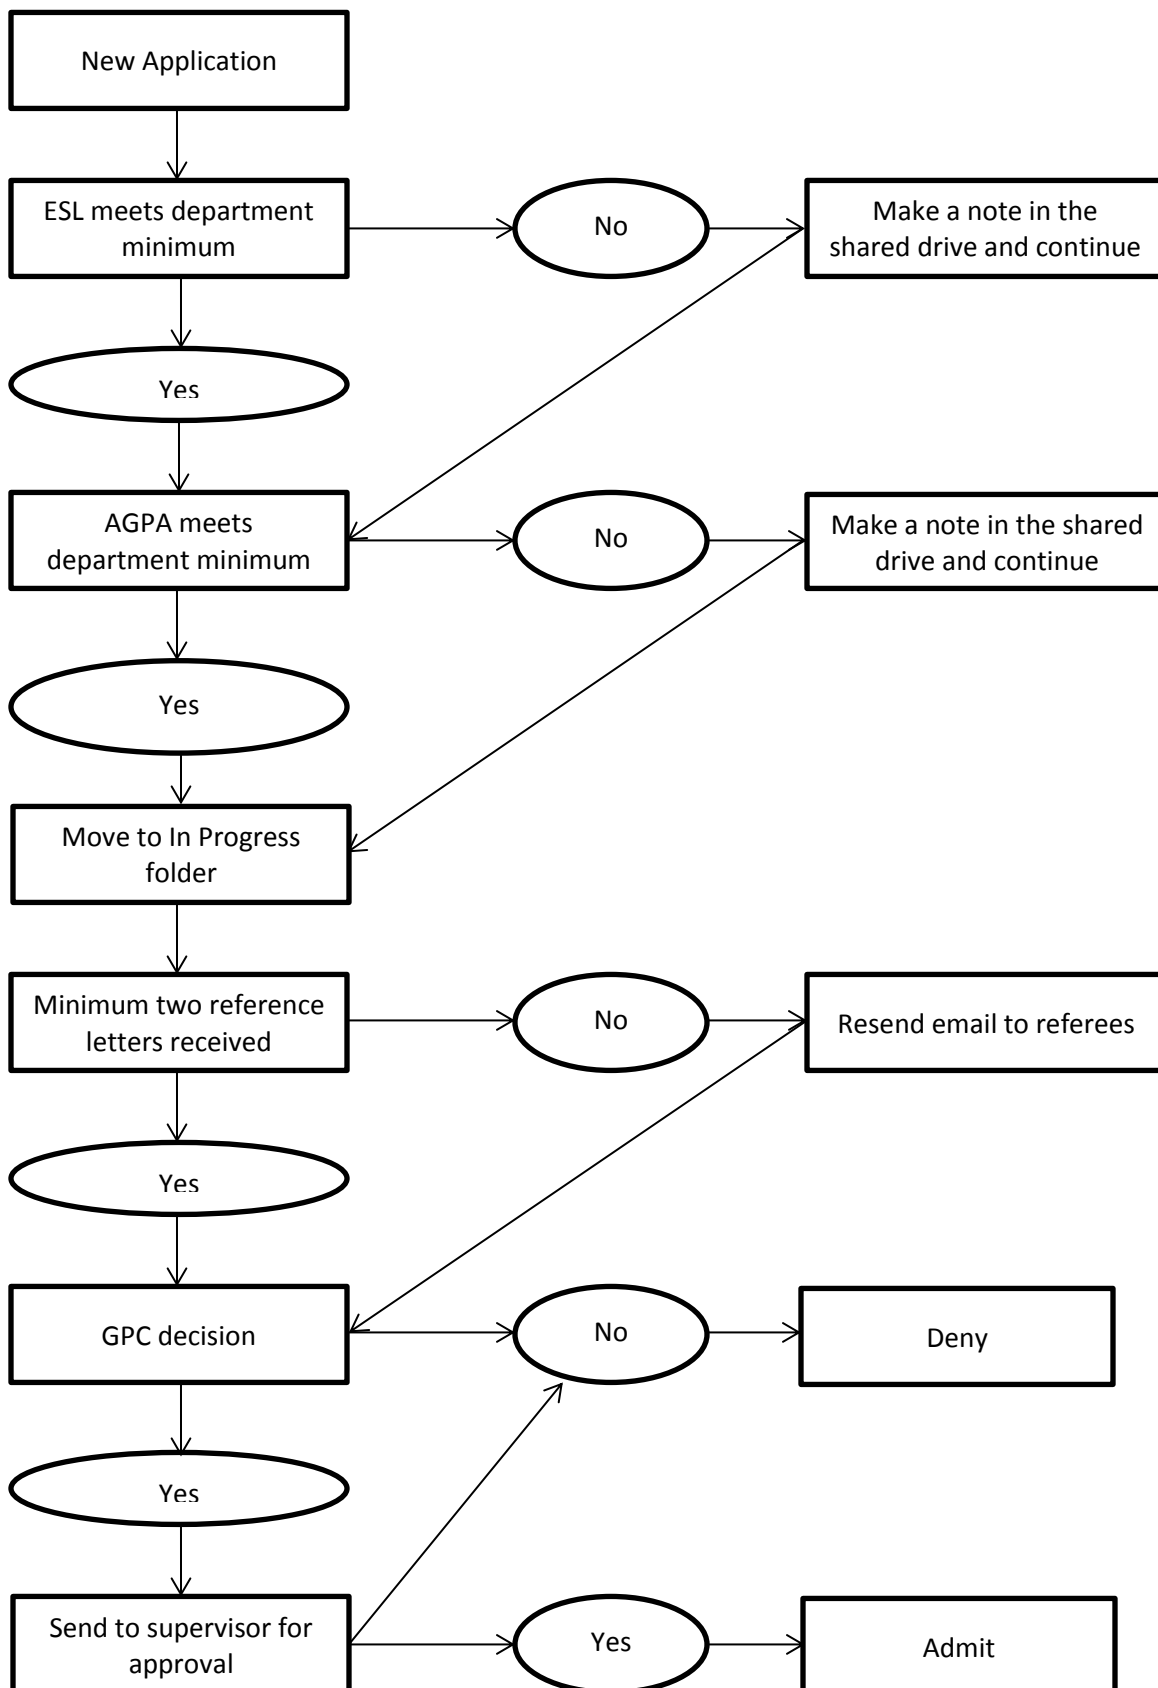 New Application
ESL meets department
minimum
No
Make a note in the
shared drive and continue
Yes
AGPA meets
department minimum
No
Make a note in the shared
drive and continue
Yes
Move to In Progress
folder
Minimum two reference
letters received
No
Resend email to referees
Yes
GPC decision
No
Deny
Yes
Send to supervisor for
approval
Yes
Admit